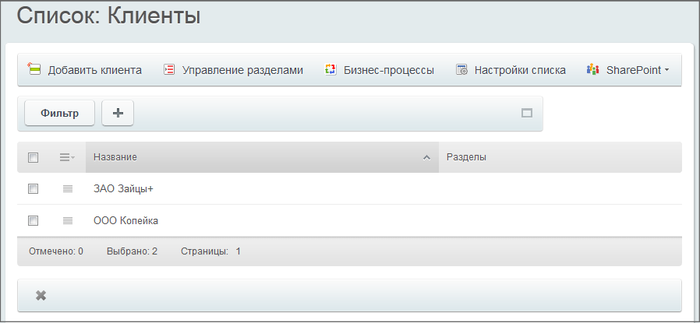 Список: Клиенты
Добавить клиента Управление разделами Бизнес-процессы Настройки списка SharePoint
Фильтр
Название Разделы
ЗАО Зайцы+
ООО Копейка
Отмечено: 0 Выбрано: 2 Страницы: 1